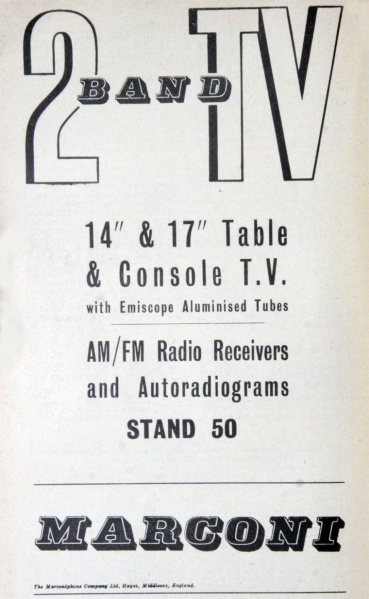 2 BAND TV
14" & 17" Table
& Console T.V.
with Emiscope Aluminised Tubes
AM/FM Radio Receivers
and Autoradiograms
STAND 50
MARCONI
The Marconiphone Company Ltd, Hayes, Middlesex, England.